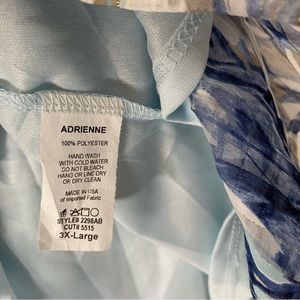 ADRIENNE
100% POLYESTER
HAND WASH
WITH COLD WATER
DO NOT BLEACH
HANG OR LINE DRY
OR DRY.CLEAN
MADE IN USA
of Imported Fabric
STYLE# 2298AB
CUT# 5515
3X-Large